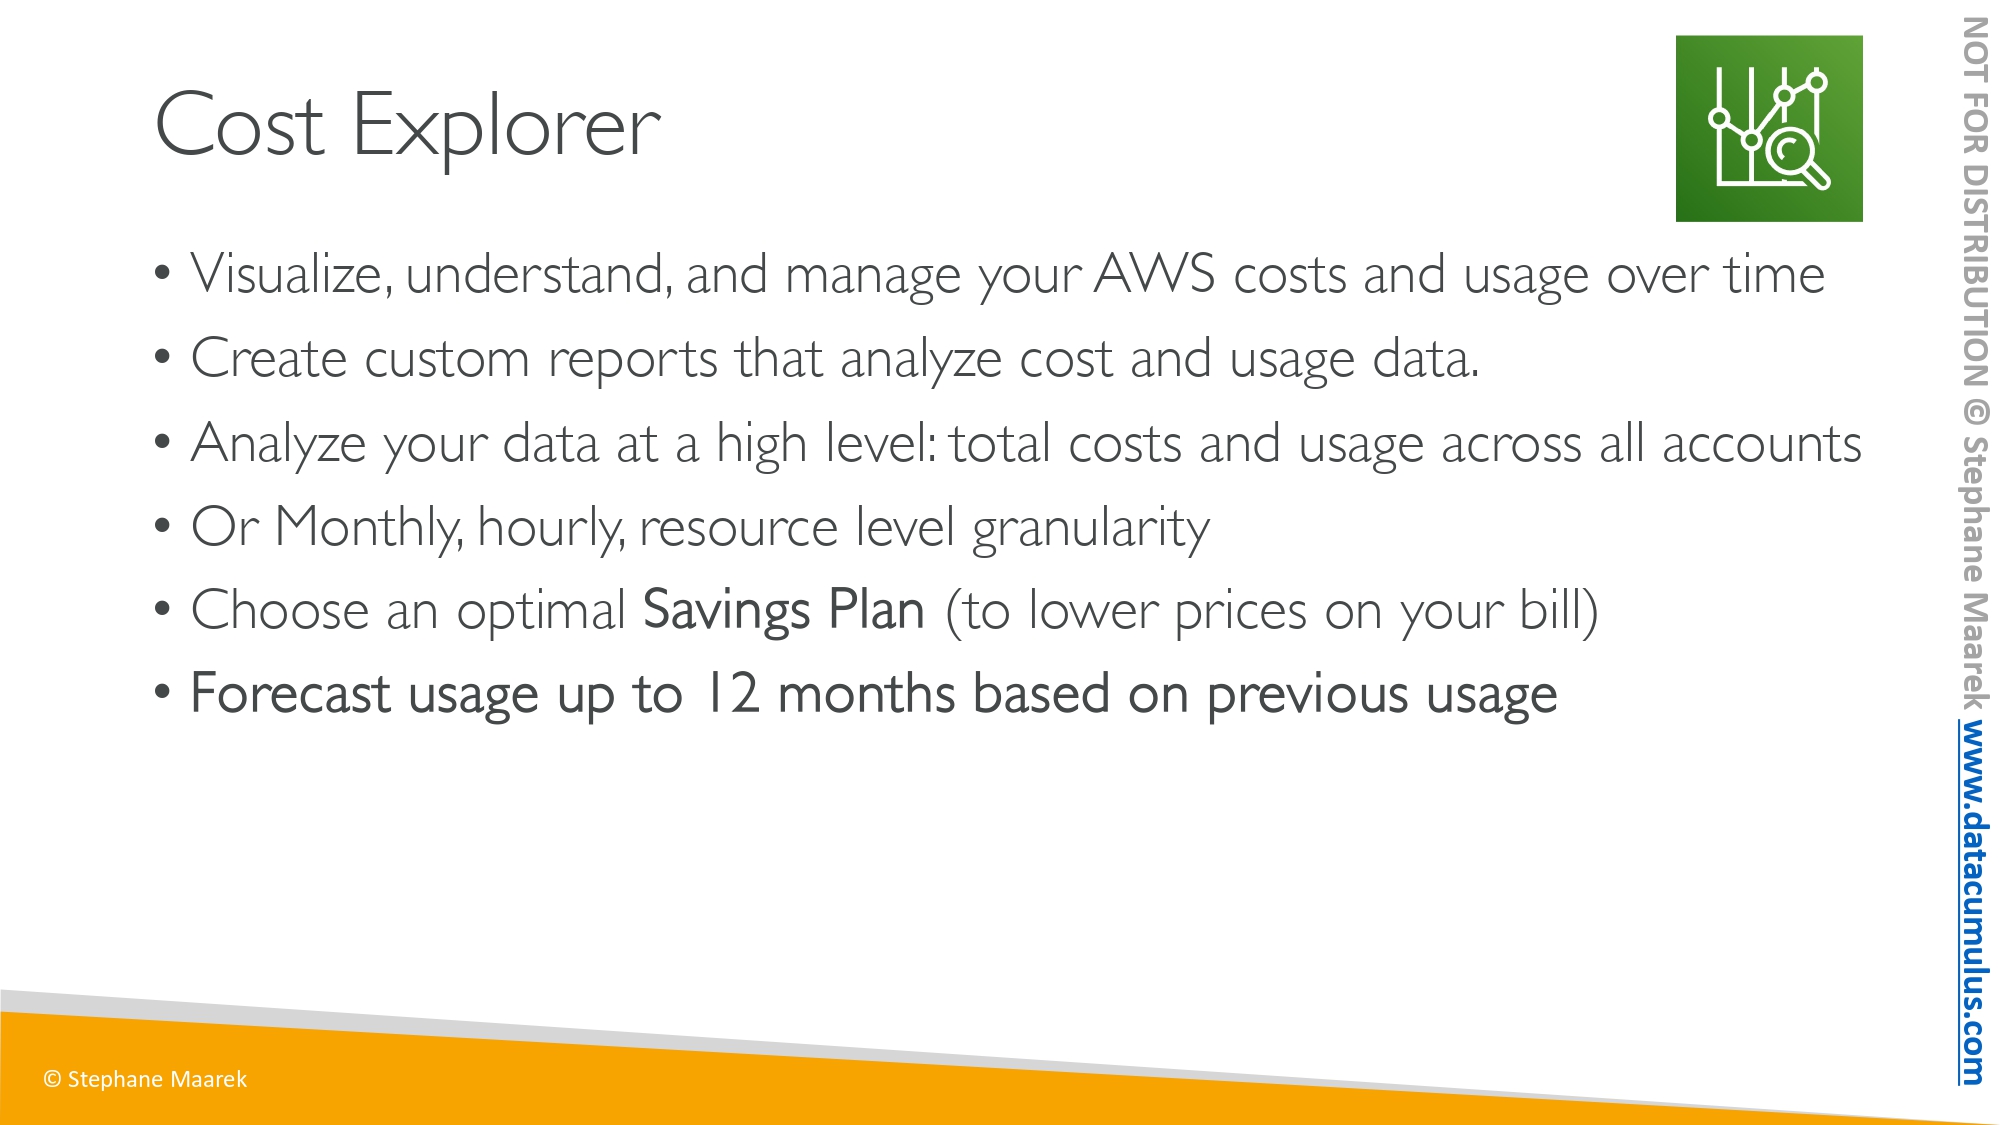 Cost Explorer
• Visualize, understand, and manage your AWS costs and usage over time
• Create custom reports that analyze cost and usage data.
• Analyze your data at a high level: total costs and usage across all accounts
• Or Monthly, hourly, resource level granularity
• Choose an optimal Savings Plan (to lower prices on your bill)
• Forecast usage up to 12 months based on previous usage
© Stephane Maarek
NOT FOR DISTRIBUTION © Stephane Maarek www.datacumulus.com